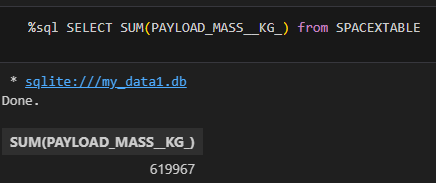 %sql SELECT SUM(PAYLOAD_MASS__KG_) from SPACEXTABLE
* sqlite:///my_data1.db
Done.
SUM(PAYLOAD_MASS__KG_)
619967